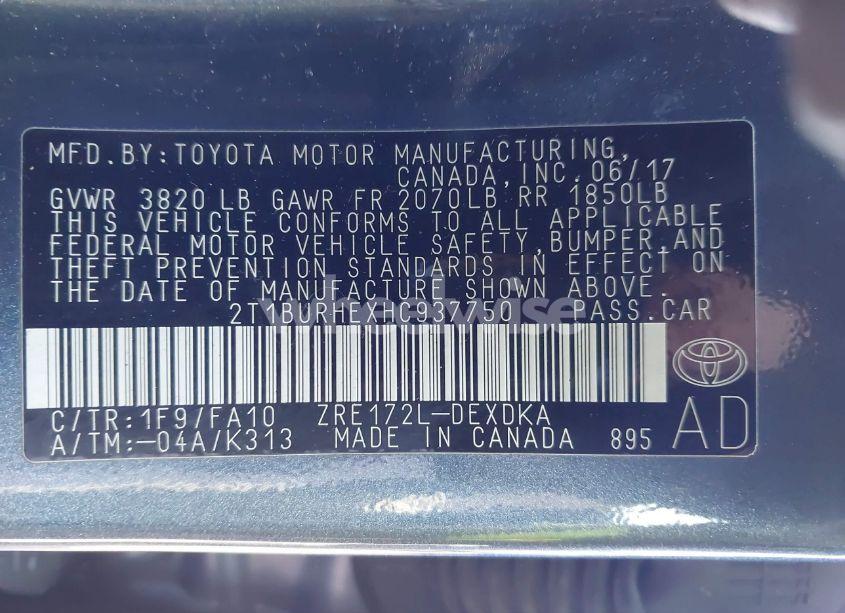 MFD. BY: TOYOTA MOTOR MANUFACTURING,
CANADA, INC. 06/17
GVWR 3820 LB GAWR FR 2070LB RR 1850LB
THIS VEHICLE CONFORMS TO ALL APPLICABLE
FEDERAL MOTOR VEHICLE SAFETY, BUMPER, AND
THEFT PREVENTION STANDARDS IN EFFECT ON
THE DATE OF MANUFACTURE SHOWN ABOVE.
2T1BURHEXHC937750 PASS. CAR
wheelwise
C/TR: 1F9/FA10 ZRE172L-DEXDKA
A/TM:-04A/K313 MADE IN CANADA 895 AD